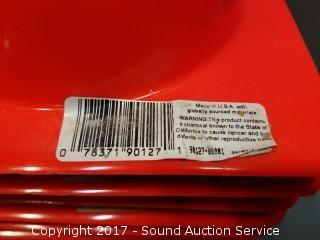 Made in U.S.A. with
globally sourced materials
WARNING: This product contains
a chemical known to the State of
California to cause cancer and birth
defects or other reproductive harm
0 78371 90127 1
90127-00001
Copyright 2017 - Sound Auction Service